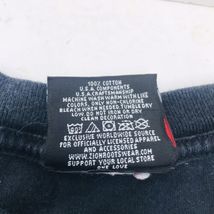 100% COTTON
U.S.A. COMPONENTS
U.S.A. CRAFTSMANSHIP
MACHINE WASH WARM WITH LIKE
COLORS, ONLY NON-CHLORINE
BLEACH WHEN NEEDED TUMBLE DRY
LOW. DO NOT IRON OR DRY
CLEAN
EXCLUSIVE WORLDWIDE SOURCE
FOR OFFICIALLY LICENSED
APPAREL AND ACCESSORIES
WWW.ZIONROOTSWEAR.COM
SUPPORT YOUR LOCAL STORE
ONE LOVE